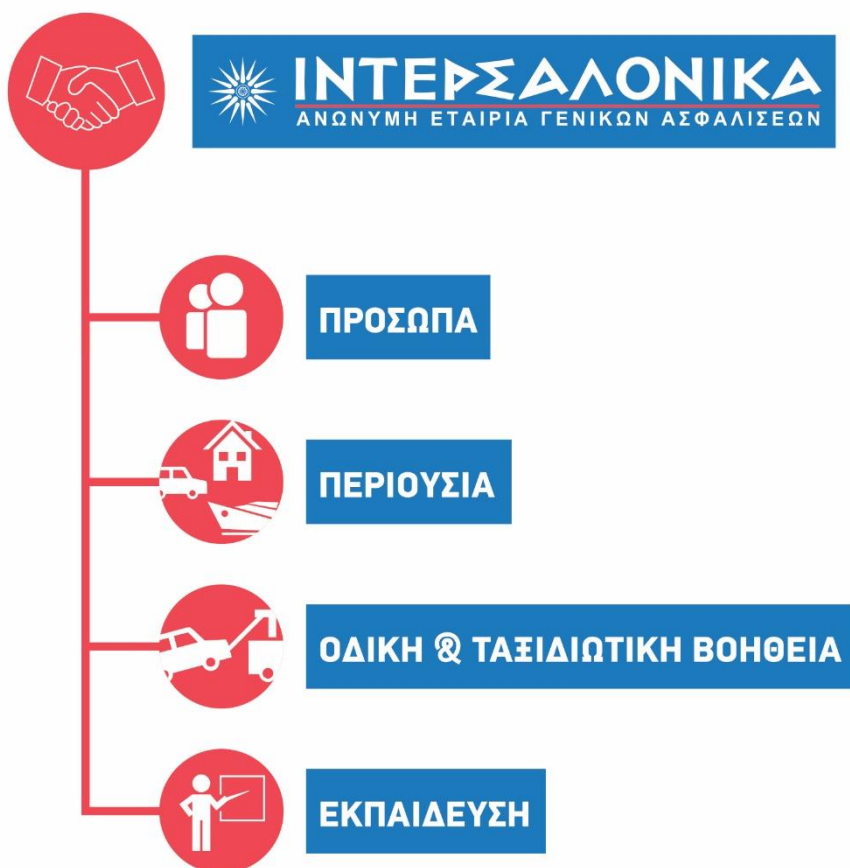 ΙΝΤΕΡΣΑΛΟΝΙΚΑ
ΑΝΩΝΥΜΗ ΕΤΑΙΡΙΑ ΓΕΝΙΚΩΝ ΑΣΦΑΛΙΣΕΩΝ
ΠΡΟΣΩΠΑ
ΠΕΡΙΟΥΣΙΑ
ΟΔΙΚΗ & ΤΑΞΙΔΙΩΤΙΚΗ ΒΟΗΘΕΙΑ
ΕΚΠΑΙΔΕΥΣΗ